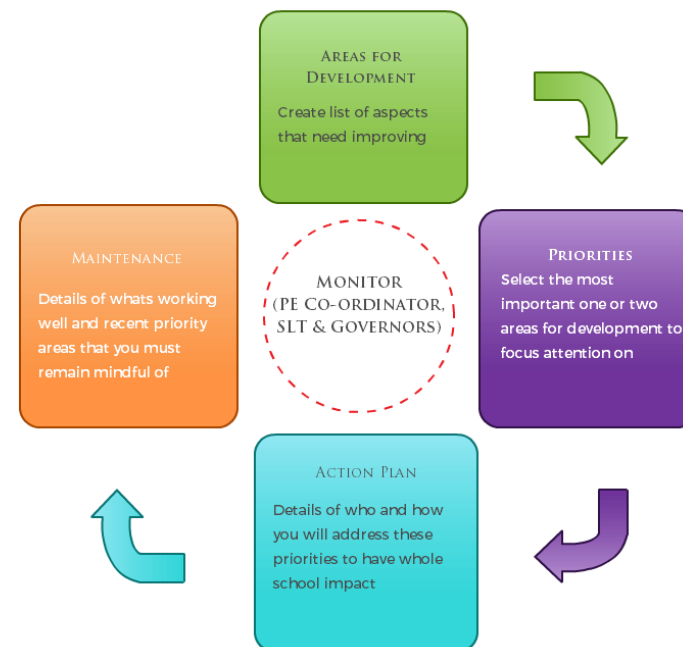 AREAS FOR
DEVELOPMENT
Create list of aspects
that need improving
PRIORITIES
Select the most
important one or two
areas for development to
focus attention on
MONITOR
(PE CO-ORDINATOR,
SLT & GOVERNORS)
ACTION PLAN
Details of who and how
you will address these
priorities to have whole
school impact
MAINTENANCE
Details of whats working
well and recent priority
areas that you must
remain mindful of